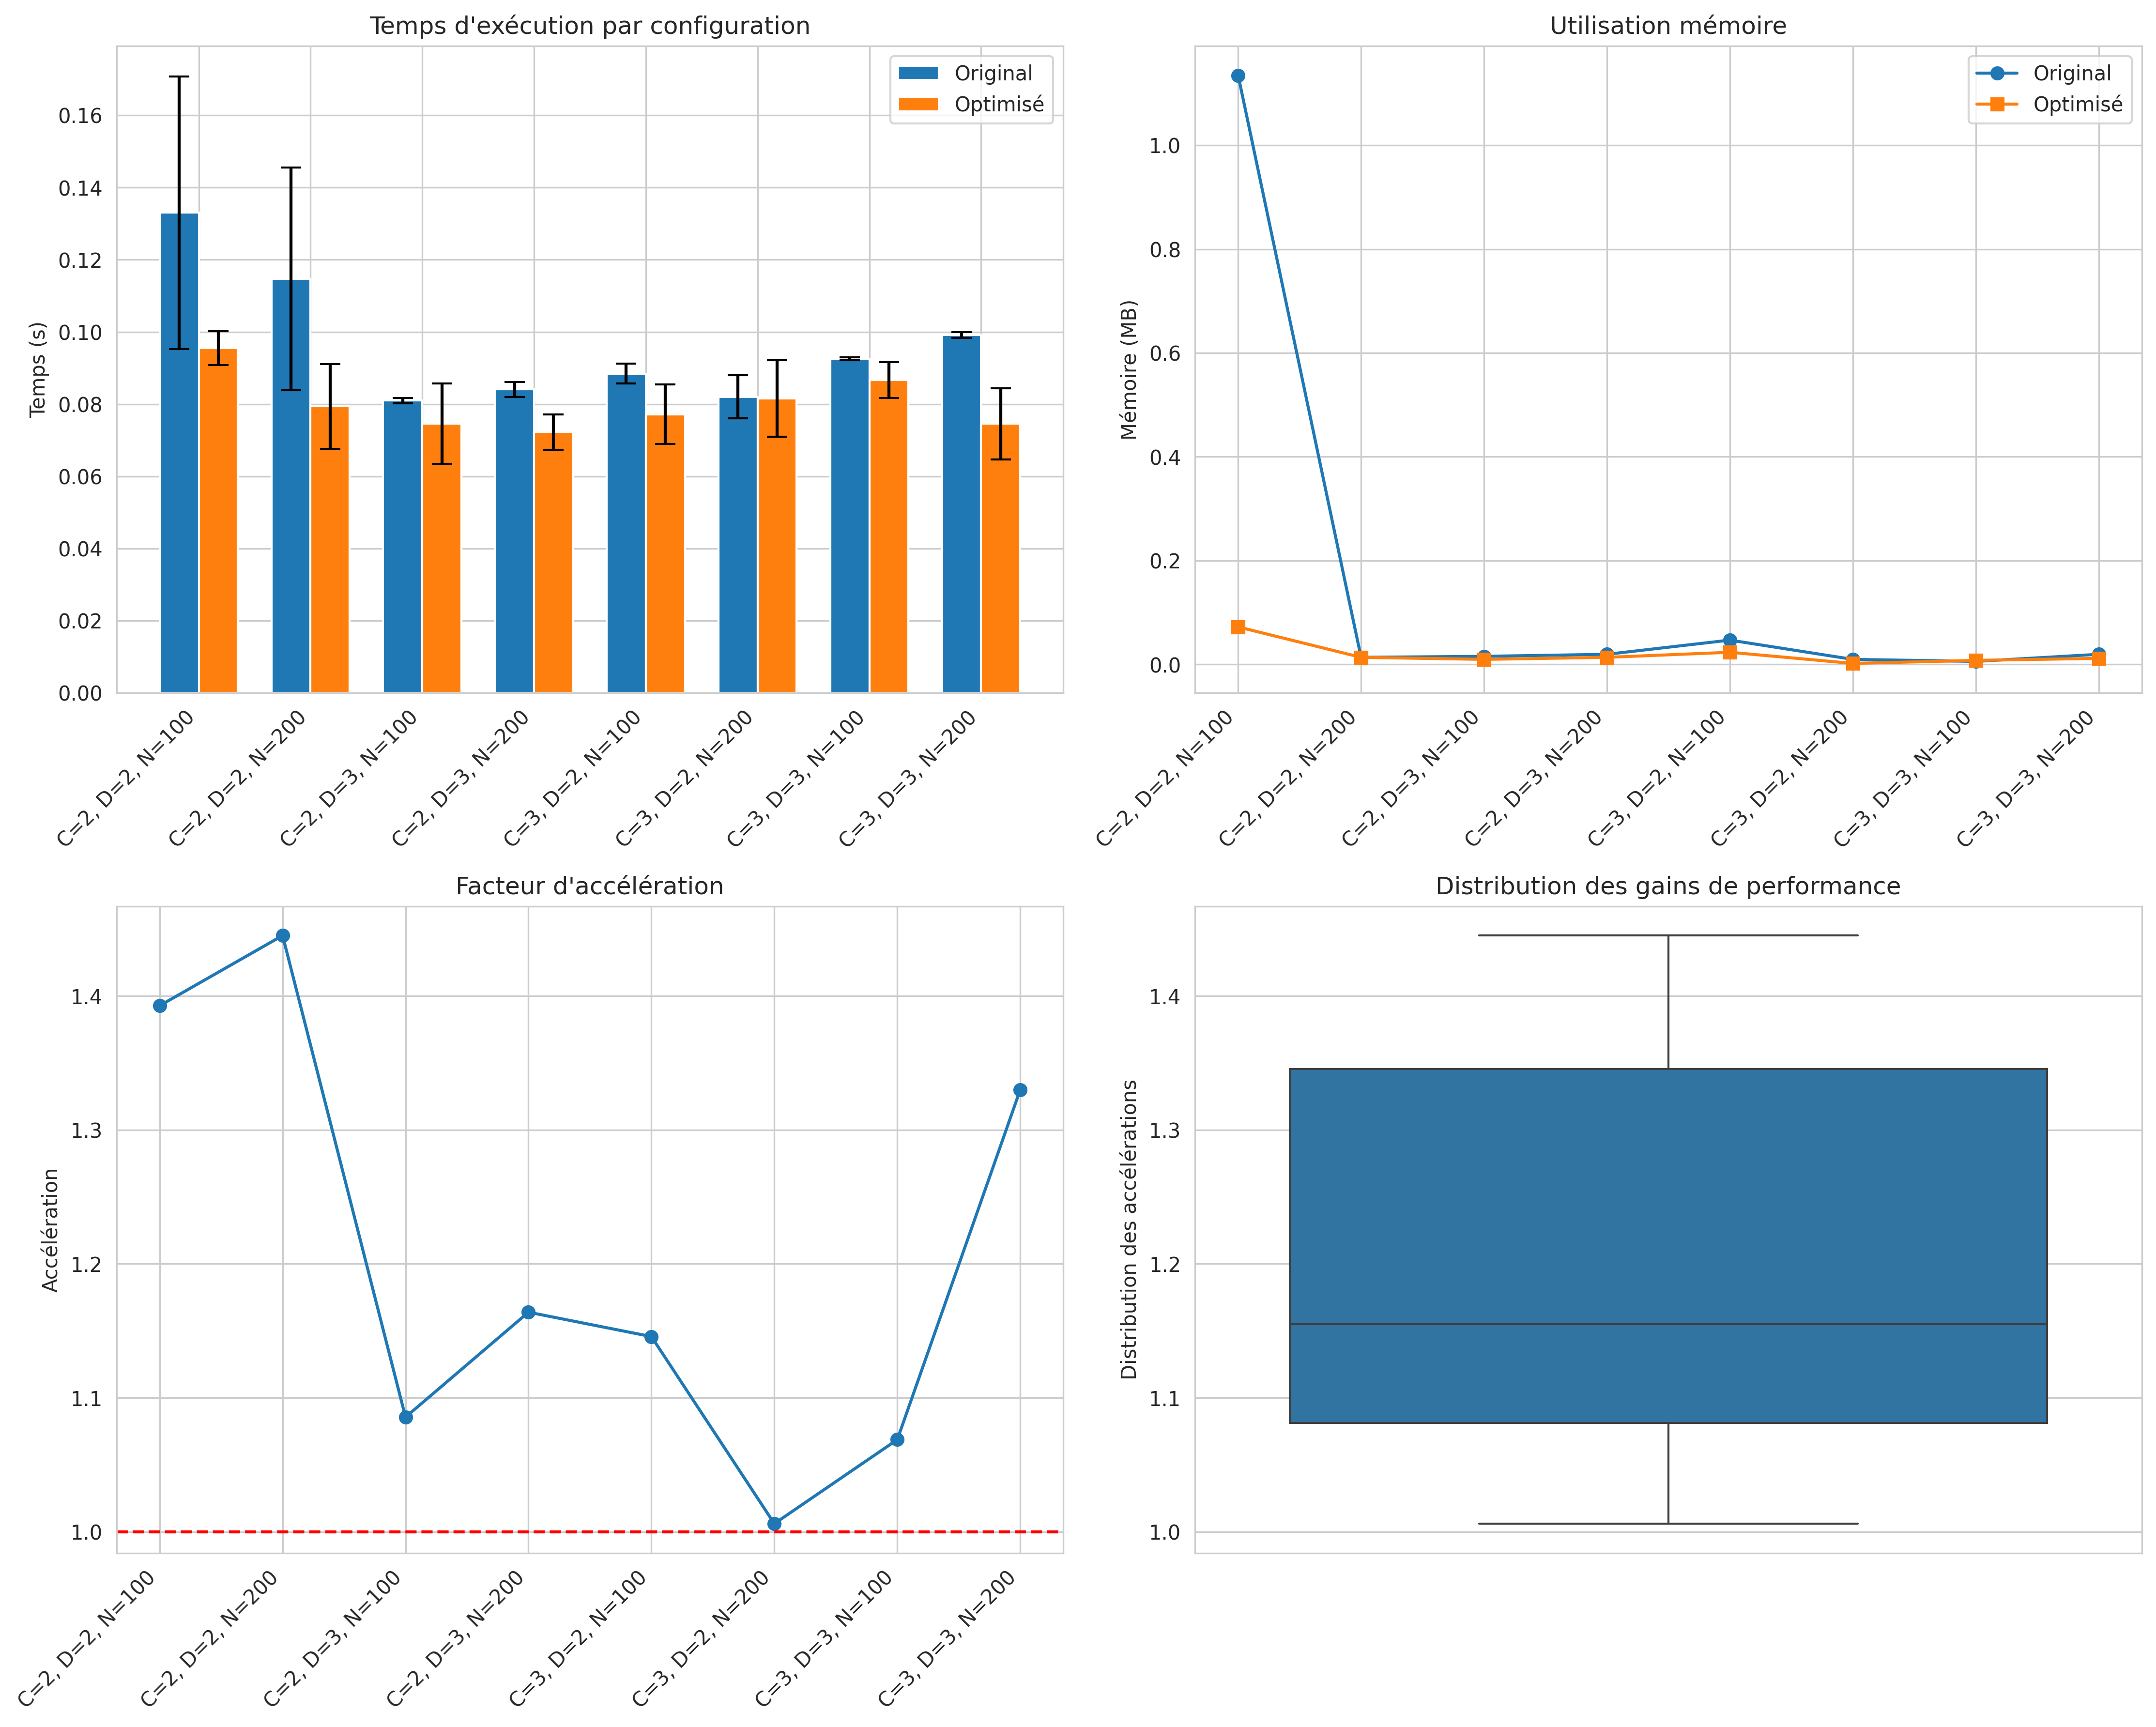 Temps d'exécution par configuration
Original
Optimisé
Temps (s)
0.16
0.14
0.12
0.10
0.08
0.06
0.04
0.02
0.00
C=2, D=2, N=100
C=2, D=2, N=200
C=2, D=3, N=100
C=2, D=3, N=200
C=3, D=2, N=100
C=3, D=2, N=200
C=3, D=3, N=100
C=3, D=3, N=200
Utilisation mémoire
Original
Optimisé
Mémoire (MB)
1.0
0.8
0.6
0.4
0.2
0.0
C=2, D=2, N=100
C=2, D=2, N=200
C=2, D=3, N=100
C=2, D=3, N=200
C=3, D=2, N=100
C=3, D=2, N=200
C=3, D=3, N=100
C=3, D=3, N=200
Facteur d'accélération
Accélération
1.4
1.3
1.2
1.1
1.0
C=2, D=2, N=100
C=2, D=2, N=200
C=2, D=3, N=100
C=2, D=3, N=200
C=3, D=2, N=100
C=3, D=2, N=200
C=3, D=3, N=100
C=3, D=3, N=200
Distribution des gains de performance
Distribution des accélérations
1.4
1.3
1.2
1.1
1.0